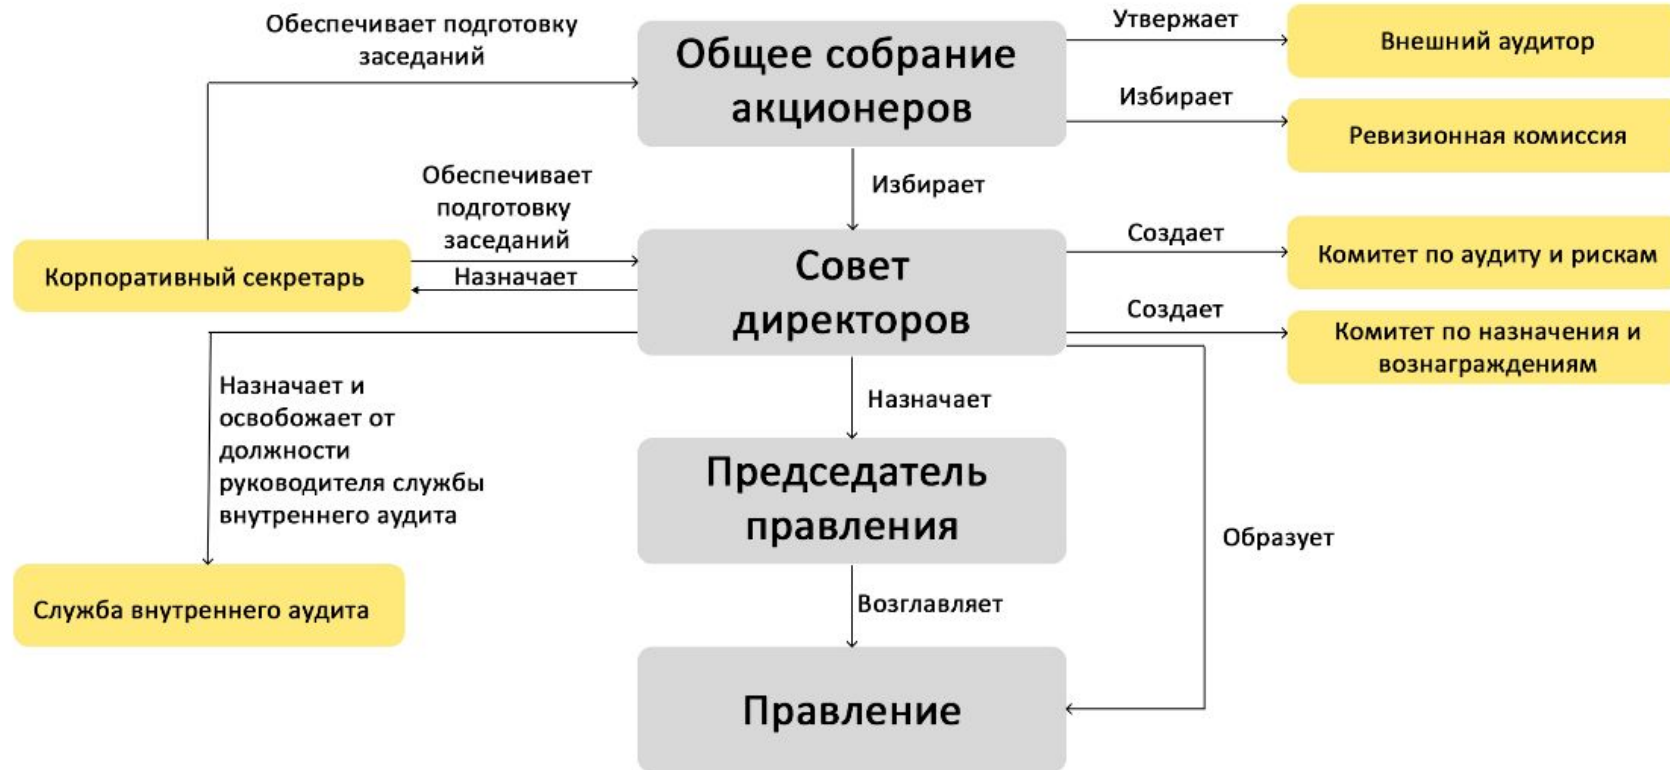 Обеспечивает подготовку
заседаний
Общее собрание
акционеров
Утвержает
Внешний аудитор
Избирает
Ревизионная комиссия
Избирает
Обеспечивает
подготовку
заседаний
Корпоративный секретарь
Назначает
Совет
директоров
Создает
Комитет по аудиту и рискам
Создает
Комитет по назначения и
вознаграждениям
Назначает и
освобожает от
должности
руководителя службы
внутреннего аудита
Назначает
Председатель
правления
Образует
Служба внутреннего аудита
Возглавляет
Правление